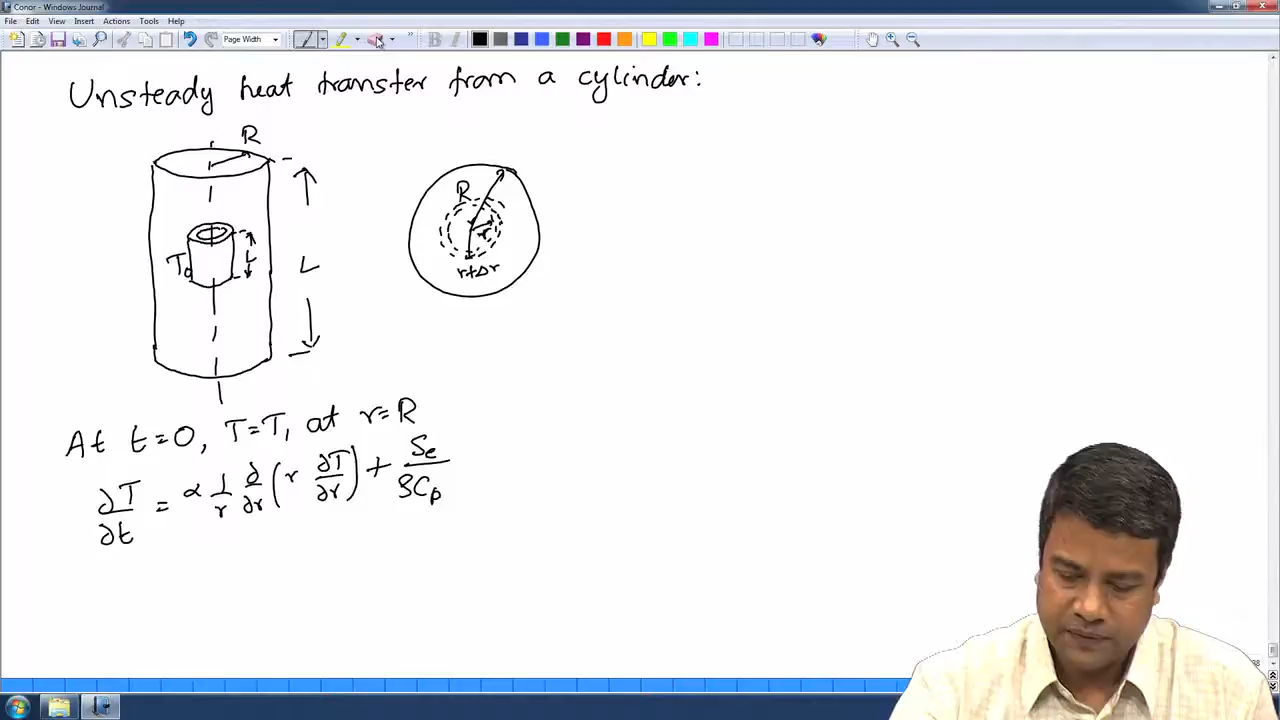 Conor - Windows Journal
File Edit View Insert Actions Tools Help
Page Width
B I
Unsteady heat transfer from a cylinder:
R
T₀
L
L
R
r
r+Δr
At t=0, T=T₁ at r=R
∂T/∂t = α 1/r ∂/∂r (r ∂T/∂r) + Se/ρCp